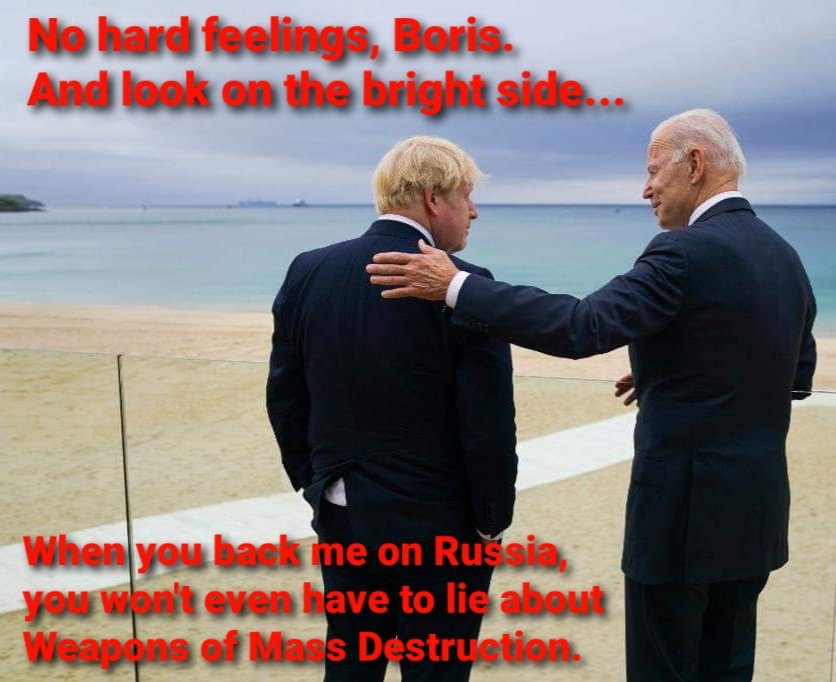 No hard feelings, Boris.
And look on the bright side...
When you back me on Russia,
you won't even have to lie about
Weapons of Mass Destruction.